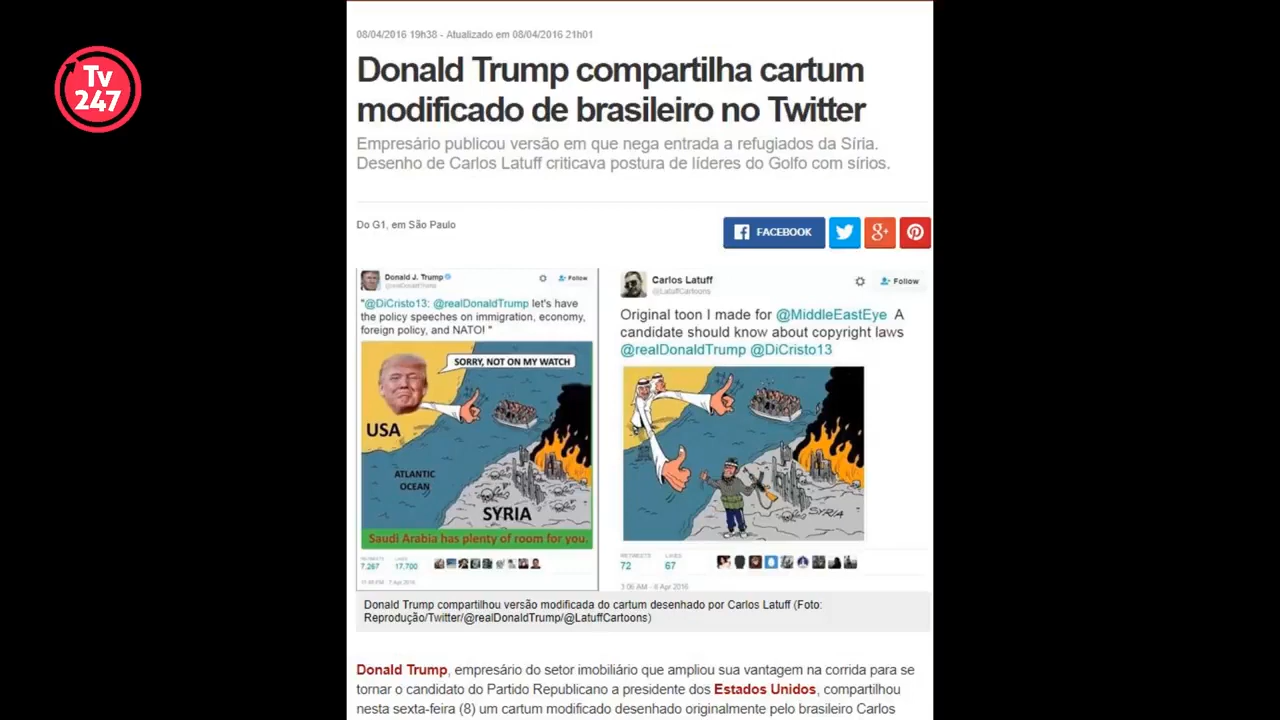 Tv
247
08/04/2016 19h38 - Atualizado em 08/04/2016 21h01
Donald Trump compartilha cartum
modificado de brasileiro no Twitter
Empresário publicou versão em que nega entrada a refugiados da Síria.
Desenho de Carlos Latuff criticava postura de líderes do Golfo com sírios.
Do G1, em São Paulo
FACEBOOK
g+
Donald J. Trump
@realDonaldTrump
Follow
"@DiCristo13: @realDonaldTrump let's have
the policy speeches on immigration, economy,
foreign policy, and NATO! "
SORRY, NOT ON MY WATCH
USA
ATLANTIC
OCEAN
SYRIA
Saudi Arabia has plenty of room for you.
RETWEETS LIKES
7,267 17,700
Carlos Latuff
@LatuffCartoons
Follow
Original toon I made for @MiddleEastEye A
candidate should know about copyright laws
@realDonaldTrump @DiCristo13
SYRIA
RETWEETS LIKES
72 67
Donald Trump compartilhou versão modificada do cartum desenhado por Carlos Latuff (Foto:
Reprodução/Twitter/@realDonaldTrump/@LatuffCartoons)
Donald Trump, empresário do setor imobiliário que ampliou sua vantagem na corrida para se
tornar o candidato do Partido Republicano a presidente dos Estados Unidos, compartilhou
nesta sexta-feira (8) um cartum modificado desenhado originalmente pelo brasileiro Carlos